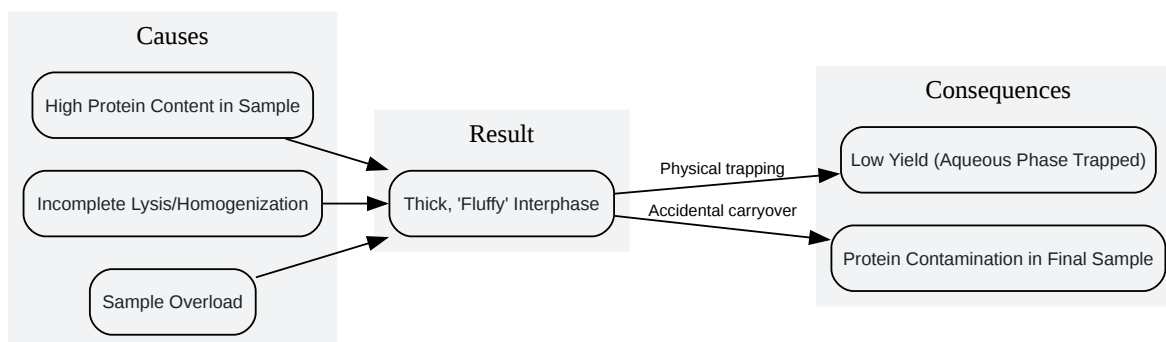 Causes
High Protein Content in Sample
Incomplete Lysis/Homogenization
Sample Overload
Result
Thick, 'Fluffy' Interphase
Physical trapping
Accidental carryover
Consequences
Low Yield (Aqueous Phase Trapped)
Protein Contamination in Final Sample